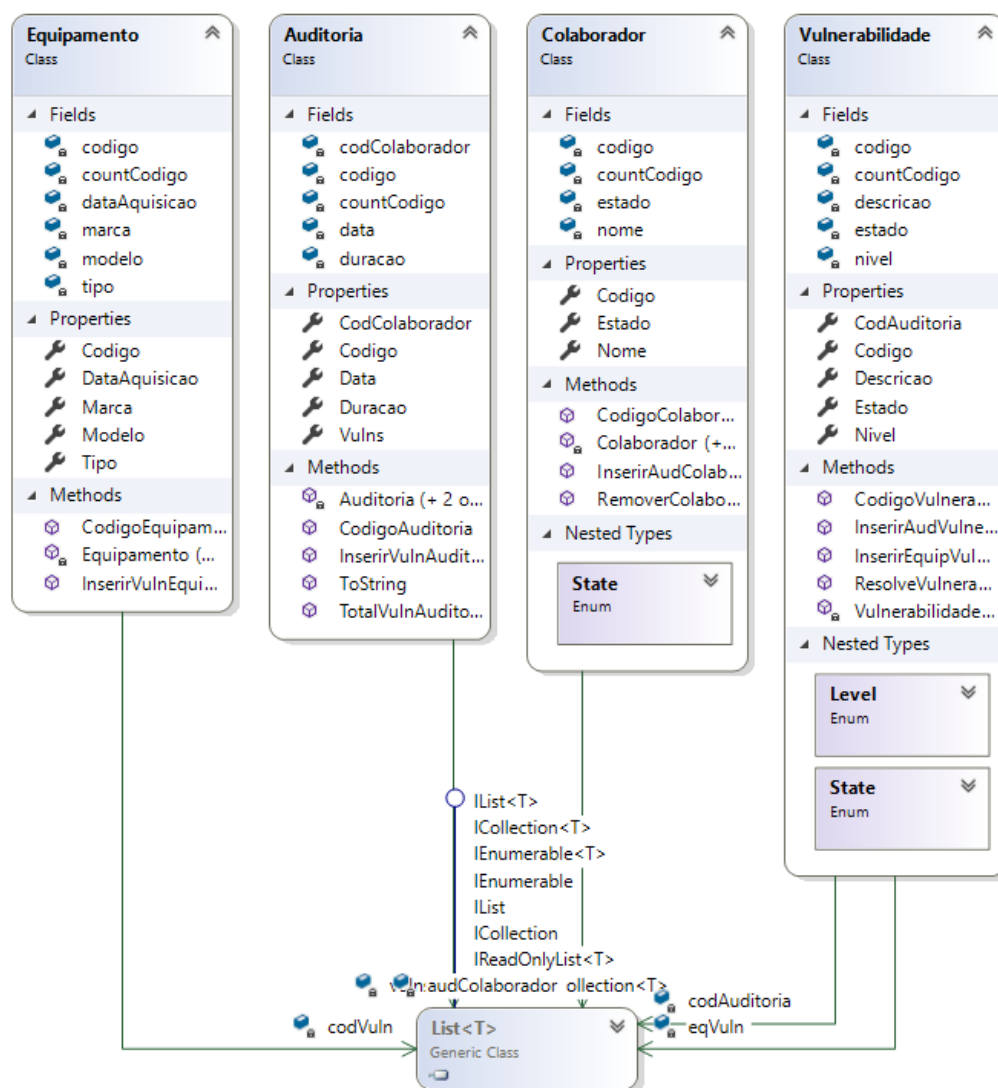 Equipamento
Class
Fields
codigo
countCodigo
dataAquisicao
marca
modelo
tipo
Properties
Codigo
DataAquisicao
Marca
Modelo
Tipo
Methods
CodigoEquipam...
Equipamento (...
InserirVulnEqui...
Auditoria
Class
Fields
codColaborador
codigo
countCodigo
data
duracao
Properties
CodColaborador
Codigo
Data
Duracao
Vulns
Methods
Auditoria (+ 2 o...
CodigoAuditoria
InserirVulnAudit...
ToString
TotalVulnAudito...
Colaborador
Class
Fields
codigo
countCodigo
estado
nome
Properties
Codigo
Estado
Nome
Methods
CodigoColabor...
Colaborador (+...
InserirAudColab...
RemoverColabo...
Nested Types
State
Enum
Vulnerabilidade
Class
Fields
codigo
countCodigo
descricao
estado
nivel
Properties
CodAuditoria
Codigo
Descricao
Estado
Nivel
Methods
CodigoVulnera...
InserirAudVulne...
InserirEquipVul...
ResolveVulnera...
Vulnerabilidade...
Nested Types
Level
Enum
State
Enum
IList<T>
ICollection<T>
IEnumerable<T>
IEnumerable
IList
ICollection
IReadOnlyList<T>
audColaborador ollection<T>
codAuditoria
codVuln
eqVuln
List<T>
Generic Class